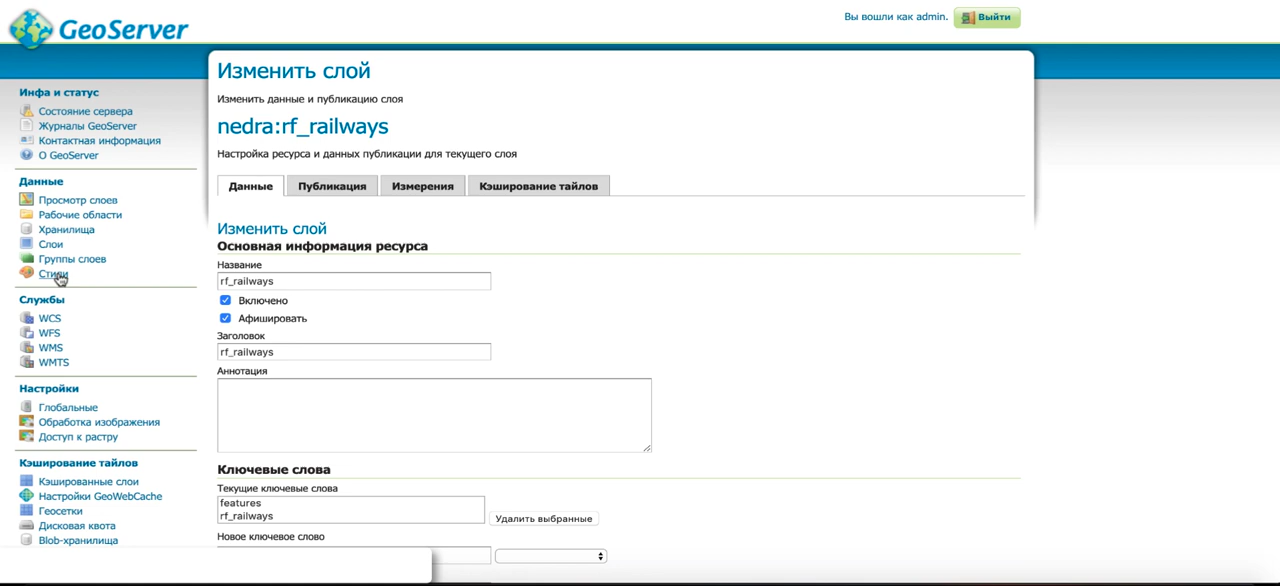 GeoServer
Вы вошли как admin.
Выйти
Инфа и статус
Состояние сервера
Журналы GeoServer
Контактная информация
О GeoServer
Данные
Просмотр слоев
Рабочие области
Хранилища
Слои
Группы слоев
Стили
Службы
WCS
WFS
WMS
WMTS
Настройки
Глобальные
Обработка изображения
Доступ к растру
Кэширование тайлов
Кэшированные слои
Настройки GeoWebCache
Геосетки
Дисковая квота
Blob-хранилища
Изменить слой
Изменить данные и публикацию слоя
nedra:rf_railways
Настройка ресурса и данных публикации для текущего слоя
Данные Публикация Измерения Кэширование тайлов
Изменить слой
Основная информация ресурса
Название
rf_railways
Включено
Афишировать
Заголовок
rf_railways
Аннотация
Ключевые слова
Текущие ключевые слова
features
rf_railways
Удалить выбранные
Новое ключевое слово